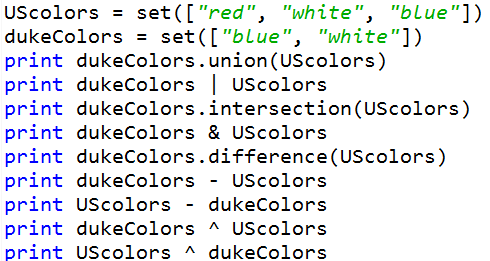 UScolors = set(["red", "white", "blue"])
dukeColors = set(["blue", "white"])
print dukeColors.union(UScolors)
print dukeColors | UScolors
print dukeColors.intersection(UScolors)
print dukeColors & UScolors
print dukeColors.difference(UScolors)
print dukeColors - UScolors
print UScolors - dukeColors
print dukeColors ^ UScolors
print UScolors ^ dukeColors